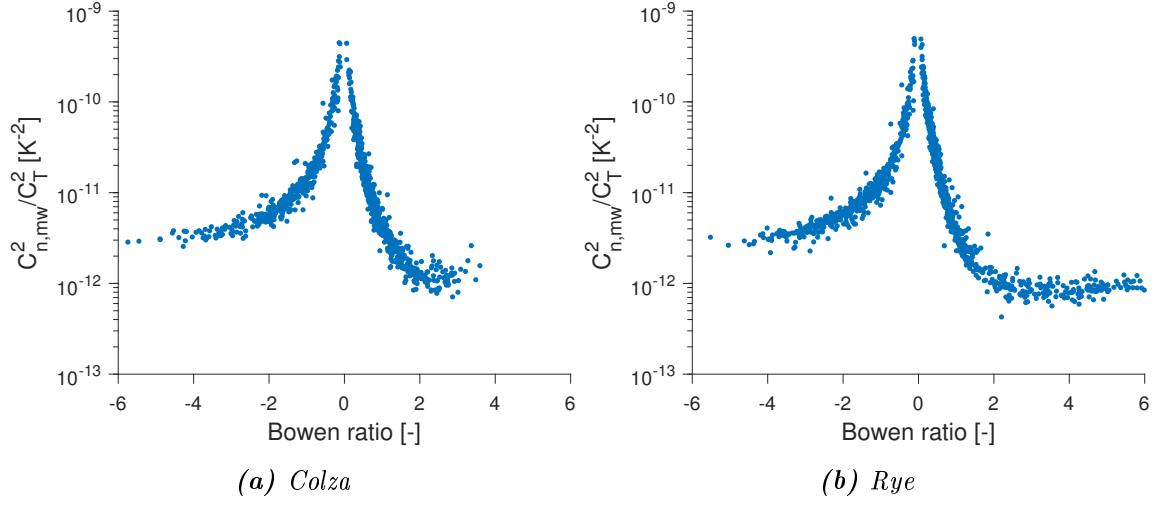 10⁻⁹
10⁻¹⁰
10⁻¹¹
10⁻¹²
10⁻¹³
C²ₙ,ₘw/C²_T [K⁻²]
-6 -4 -2 0 2 4 6
Bowen ratio [-]
(a) Colza
10⁻⁹
10⁻¹⁰
10⁻¹¹
10⁻¹²
10⁻¹³
C²ₙ,ₘw/C²_T [K⁻²]
-6 -4 -2 0 2 4 6
Bowen ratio [-]
(b) Rye